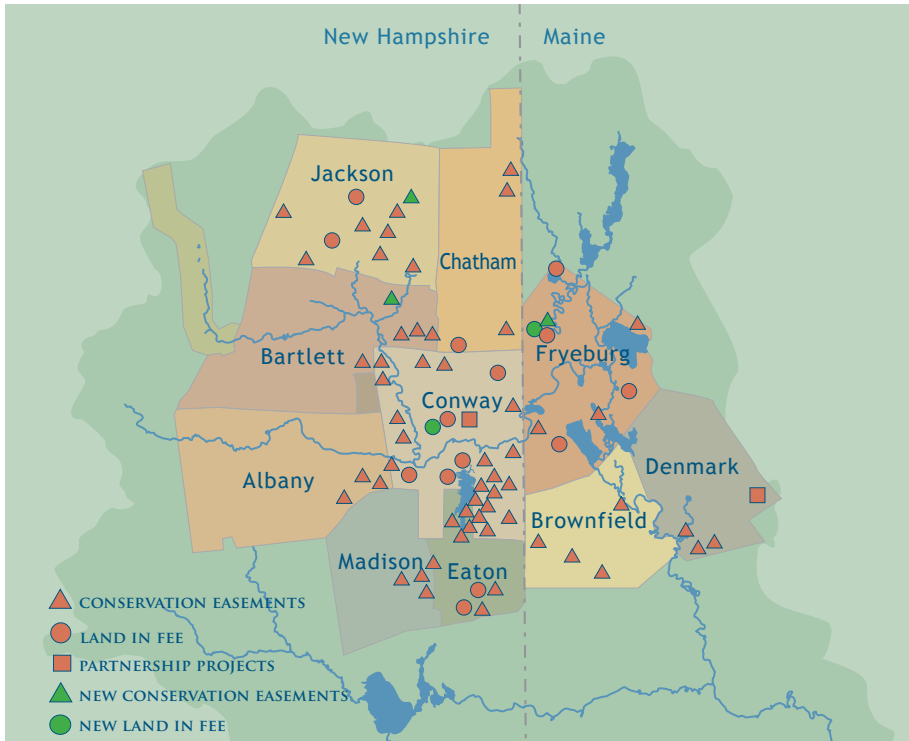 New Hampshire
Maine
Jackson
Chatham
Bartlett
Fryeburg
Conway
Albany
Denmark
Brownfield
Madison
Eaton
CONSERVATION EASEMENTS
LAND IN FEE
PARTNERSHIP PROJECTS
NEW CONSERVATION EASEMENTS
NEW LAND IN FEE